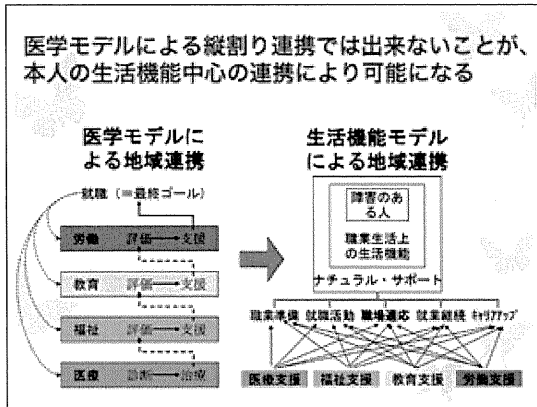 医学モデルによる縦割り連携では出来ないことが、
本人の生活機能中心の連携により可能になる
医学モデルに
よる地域連携
就職（＝最終ゴール）
労働 評価 支援
教育 評価 支援
福祉 評価 支援
医療 診断 治療
生活機能モデル
による地域連携
障害のあ
る人
職業生活上
の生活機能
ナチュラル・サポート
職業準備 就職活動 職場適応 就業継続 ｷｬﾘｱｱｯﾌﾟ
医療支援 福祉支援 教育支援 労働支援